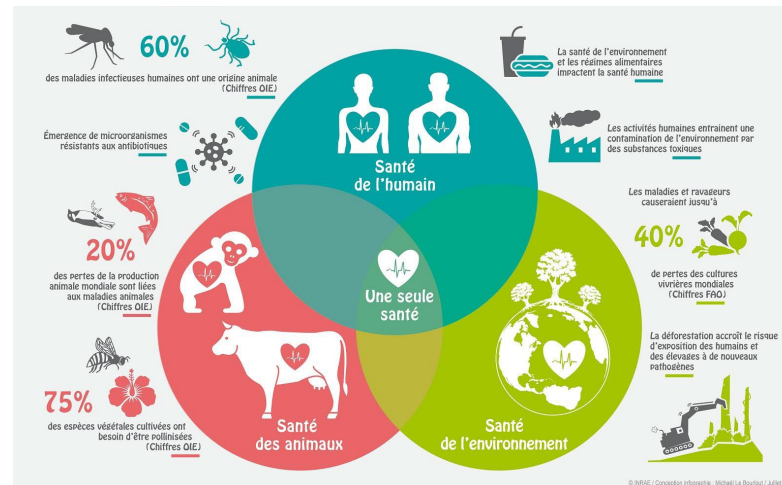 60%
des maladies infectieuses humaines ont une origine animale
(Chiffres OIE)
Émergence de microorganismes
résistants aux antibiotiques
20%
des pertes de la production
animale mondiale sont liées
aux maladies animales
(Chiffres OIE)
75%
des espèces végétales cultivées ont
besoin d'être pollinisées
(Chiffres OIE)
Santé
de l'humain
Une seule
santé
Santé
des animaux
Santé
de l'environnement
La santé de l'environnement
et les régimes alimentaires
impactent la santé humaine
Les activités humaines entrainent une
contamination de l'environnement par
des substances toxiques
Les maladies et ravageurs
causeraient jusqu'à
40%
de pertes des cultures
vivrières mondiales
(Chiffres FAO)
La déforestation accroît le risque
d'exposition des humains et
des élevages à de nouveaux
pathogènes
© INRAE / Conception infographie : Michaël Le Bourlout / Juillet